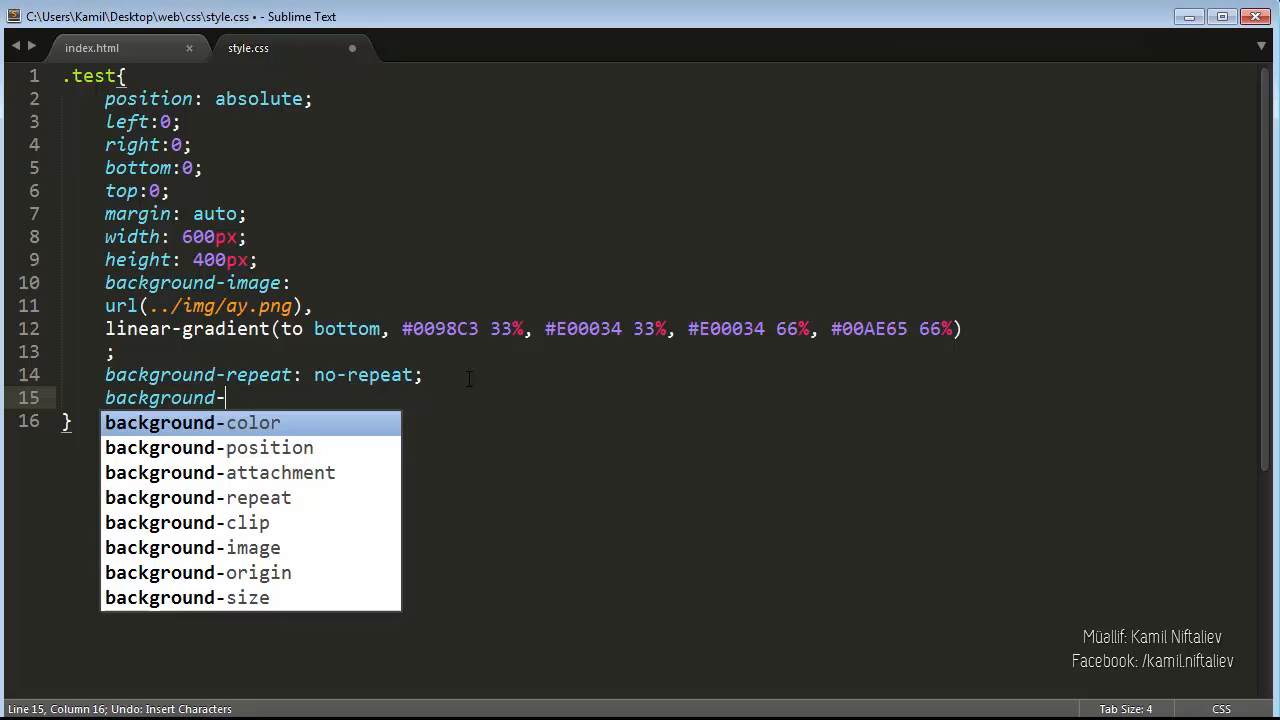 C:\Users\Kamil\Desktop\web\css\style.css • - Sublime Text
index.html × style.css
1 .test{
2 position: absolute;
3 left:0;
4 right:0;
5 bottom:0;
6 top:0;
7 margin: auto;
8 width: 600px;
9 height: 400px;
10 background-image:
11 url(../img/ay.png),
12 linear-gradient(to bottom, #0098C3 33%, #E00034 33%, #E00034 66%, #00AE65 66%)
13 ;
14 background-repeat: no-repeat;
15 background-
16 }
background-color
background-position
background-attachment
background-repeat
background-clip
background-image
background-origin
background-size
Müəllif: Kamil Niftaliev
Facebook: /kamil.niftaliev
Line 15, Column 16; Undo: Insert Characters Tab Size: 4 CSS